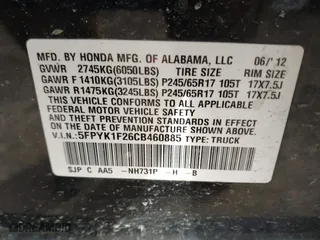 MFD. BY HONDA MFG. OF ALABAMA, LLC 06/'12
GVWR 2745KG(6050LBS) TIRE SIZE RIM SIZE
GAWR F 1410KG(3105LBS) P245/65R17 105T 17X7.5J
GAWR R1475KG(3245LBS) P245/65R17 105T 17X7.5J
THIS VEHICLE CONFORMS TO ALL APPLICABLE FEDERAL
MOTOR VEHICLE SAFETY AND THEFT PREVENTION
STANDARDS IN EFFECT ON THE DATE OF MANUFACTURE
SHOWN ABOVE.
V.I.N.:5FPYK1F26CB460885 TYPE: TRUCK
SJP C AA5 -NH731P -H -B